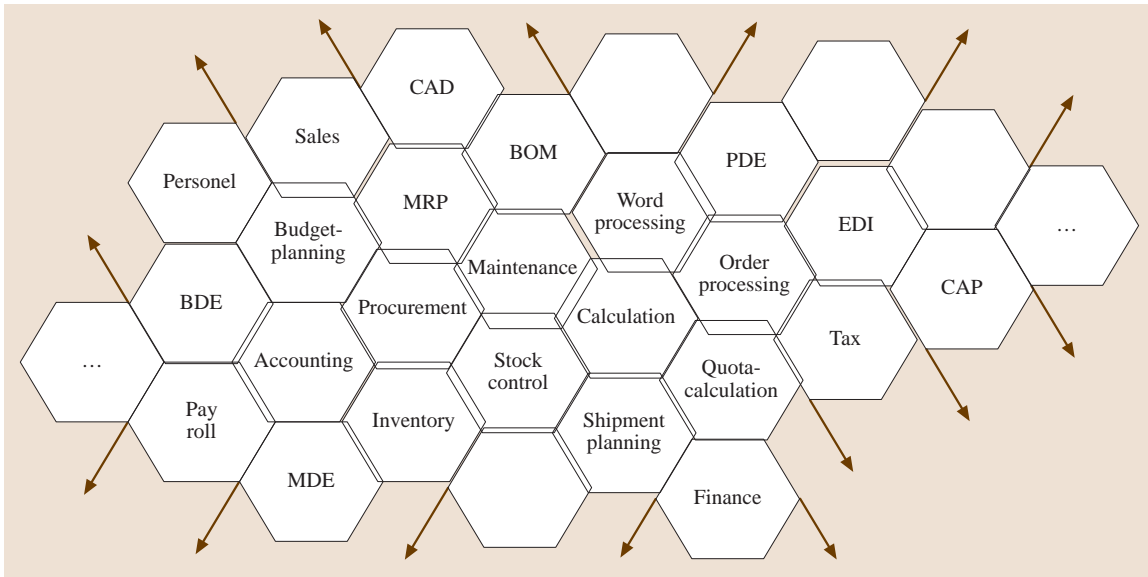 CAD
Sales
BOM
PDE
Personel
MRP
Word
processing
EDI
…
Budget-
planning
Maintenance
Order
processing
CAP
BDE
Procurement
Calculation
Tax
…
Accounting
Stock
control
Quota-
calculation
Pay
roll
Inventory
Shipment
planning
MDE
Finance